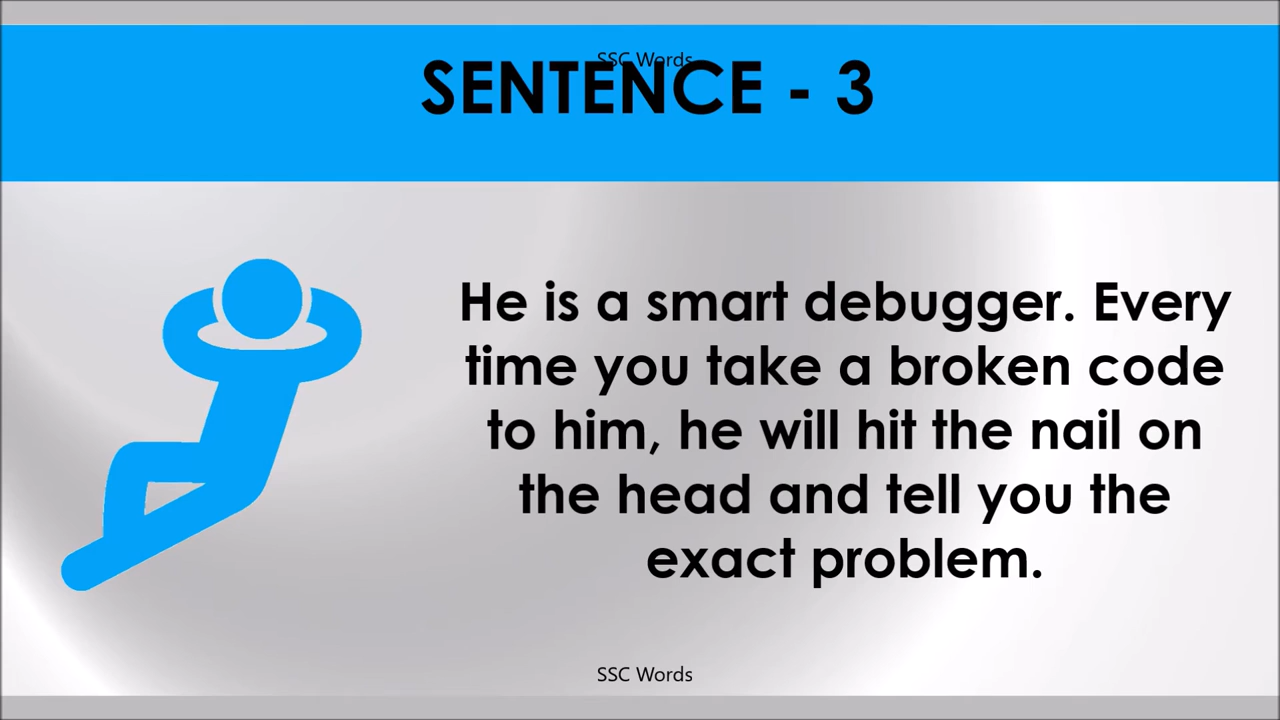 SSC Words
SENTENCE - 3
He is a smart debugger. Every
time you take a broken code
to him, he will hit the nail on
the head and tell you the
exact problem.
SSC Words